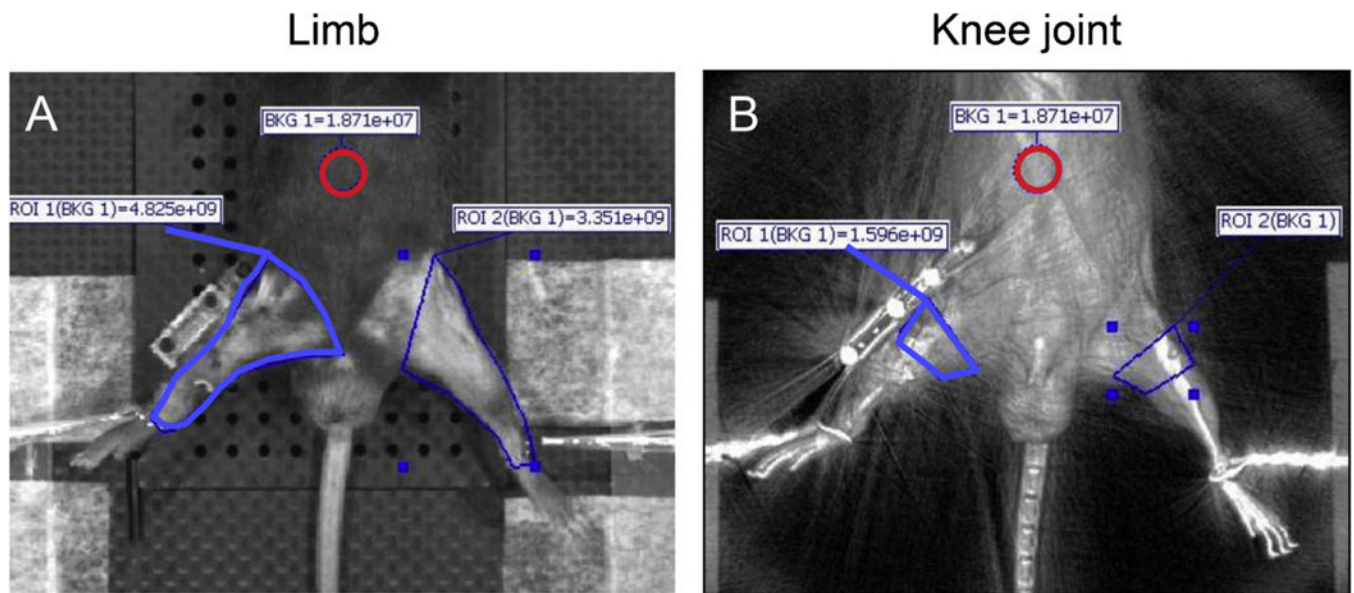 Limb
Knee joint
A
BKG 1=1.871e+07
ROI 1(BKG 1)=4.825e+09
ROI 2(BKG 1)=3.351e+09
B
BKG 1=1.871e+07
ROI 1(BKG 1)=1.596e+09
ROI 2(BKG 1)